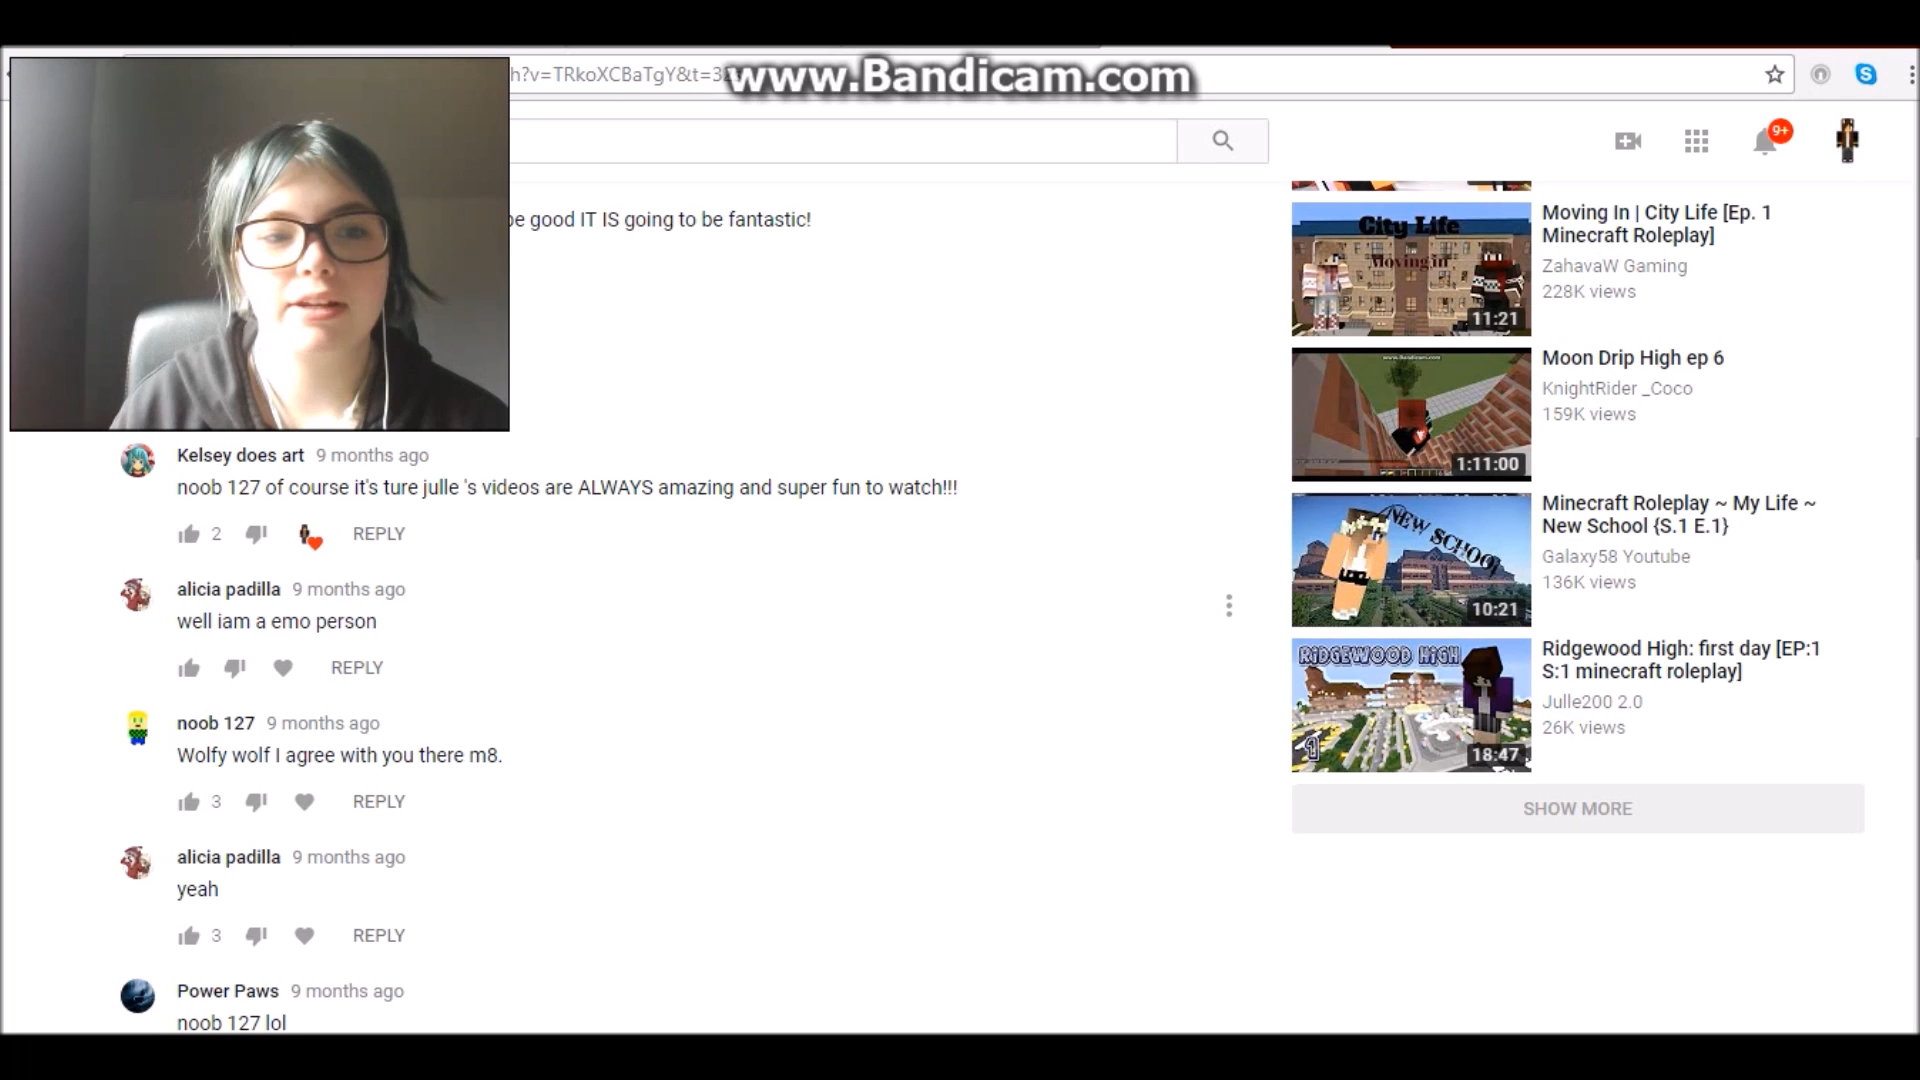 www.Bandicam.com
h?v=TRkoXCBaTgY&t=3
9+
be good IT IS going to be fantastic!
Kelsey does art 9 months ago
noob 127 of course it's ture julle 's videos are ALWAYS amazing and super fun to watch!!!
2 REPLY
alicia padilla 9 months ago
well iam a emo person
REPLY
noob 127 9 months ago
Wolfy wolf I agree with you there m8.
3 REPLY
alicia padilla 9 months ago
yeah
3 REPLY
Power Paws 9 months ago
noob 127 lol
City Life
Moving in
11:21
Moving In | City Life [Ep. 1
Minecraft Roleplay]
ZahavaW Gaming
228K views
www.Bandicam.com
1:11:00
Moon Drip High ep 6
KnightRider _Coco
159K views
NEW SCHOOL
10:21
Minecraft Roleplay ~ My Life ~
New School {S.1 E.1}
Galaxy58 Youtube
136K views
RIDGEWOOD HIGH
1
18:47
Ridgewood High: first day [EP:1
S:1 minecraft roleplay]
Julle200 2.0
26K views
SHOW MORE